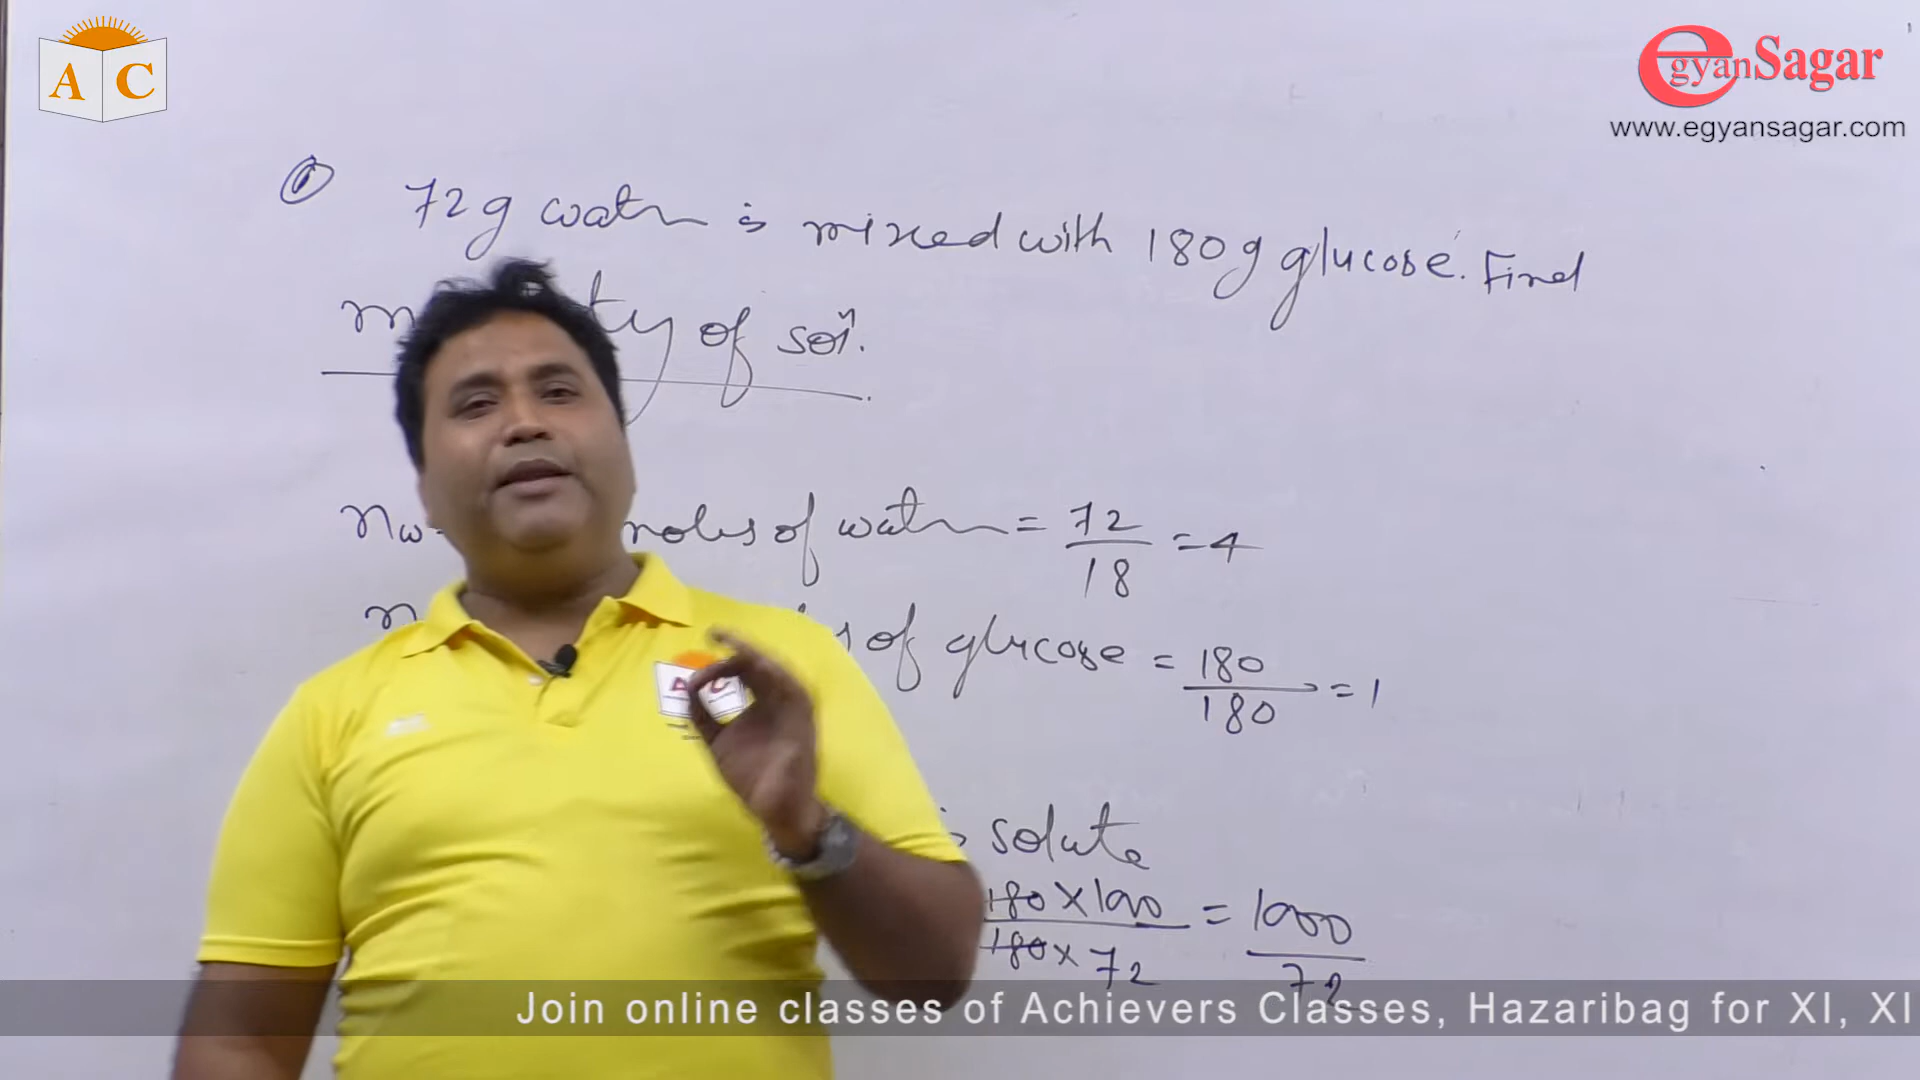 A C
egyanSagar
www.egyansagar.com
1
72g water is mixed with 180g glucose. Find
of soln.
moles of water = 72/18 = 4
of glucose = 180/180 = 1
solute
180 × 1000 / 180 × 72 = 1000 / 72
A C
Join online classes of Achievers Classes, Hazaribag for XI, XI